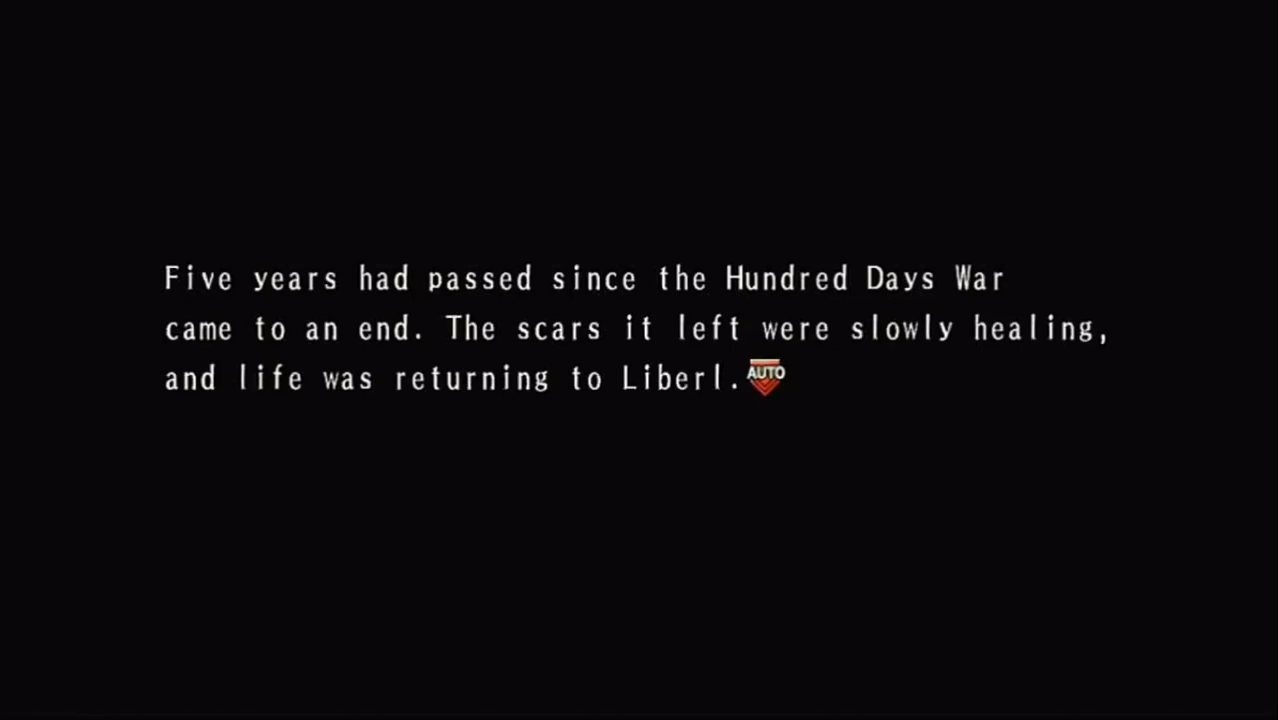 Five years had passed since the Hundred Days War
came to an end. The scars it left were slowly healing,
and life was returning to Liberl. AUTO